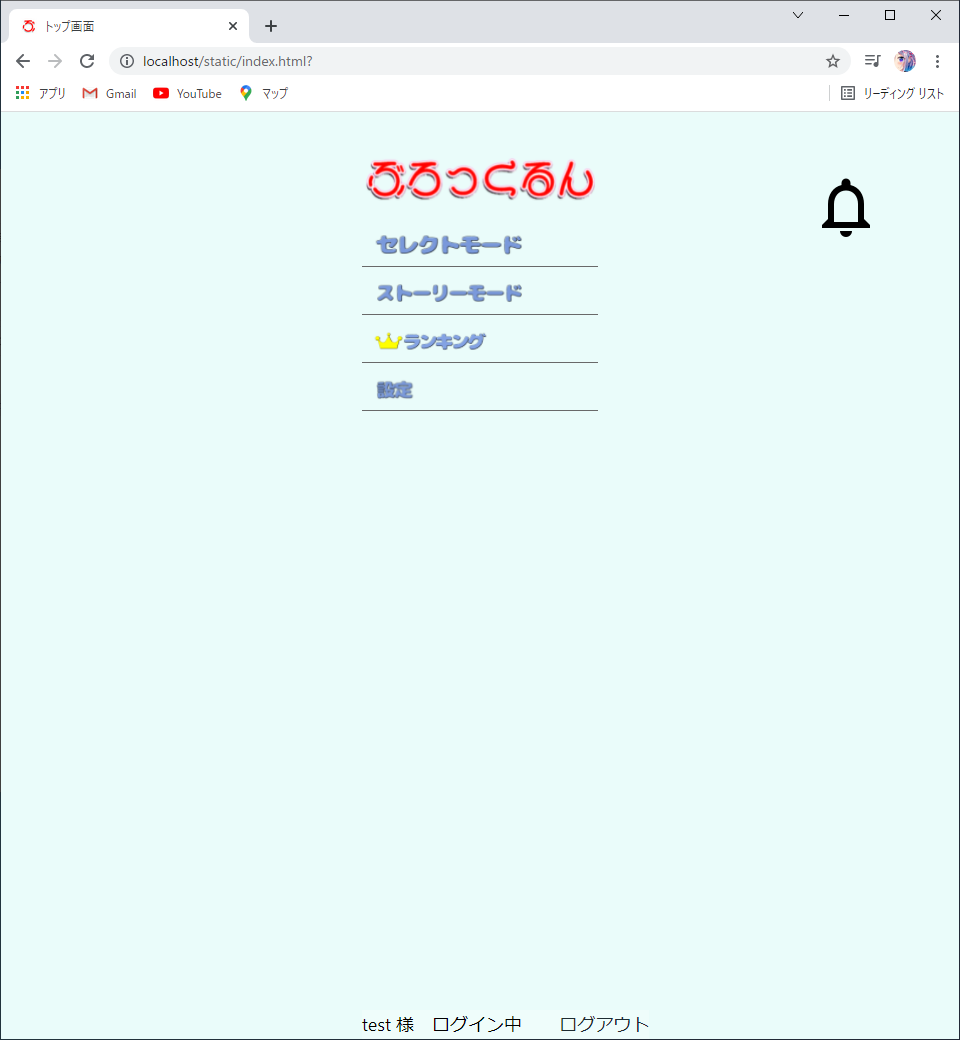 トップ画面
localhost/static/index.html?
アプリ Gmail YouTube マップ リーディング リスト
ぶろっくるん
セレクトモード
ストーリーモード
ランキング
設定
test 様 ログイン中 ログアウト